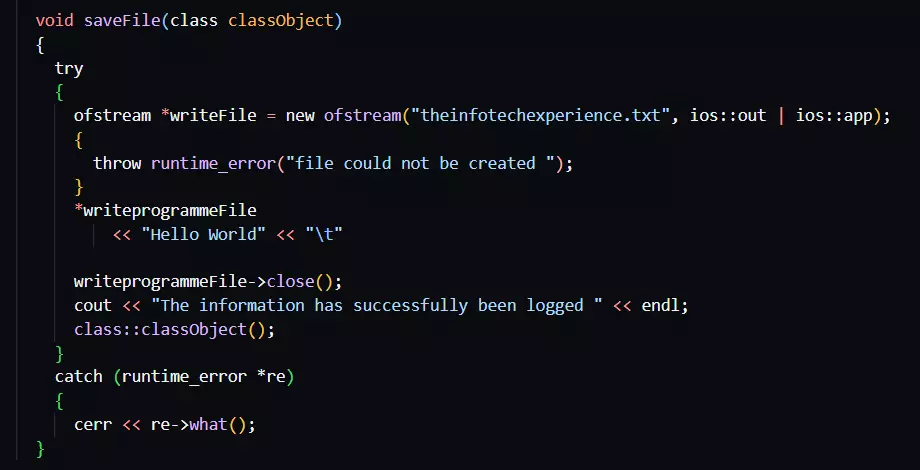 void saveFile(class classObject)
{
try
{
ofstream *writeFile = new ofstream("theinfotechexperience.txt", ios::out | ios::app);
{
throw runtime_error("file could not be created ");
}
*writeprogrammeFile
<< "Hello World" << "\t"
writeprogrammeFile->close();
cout << "The information has successfully been logged " << endl;
class::classObject();
}
catch (runtime_error *re)
{
cerr << re->what();
}